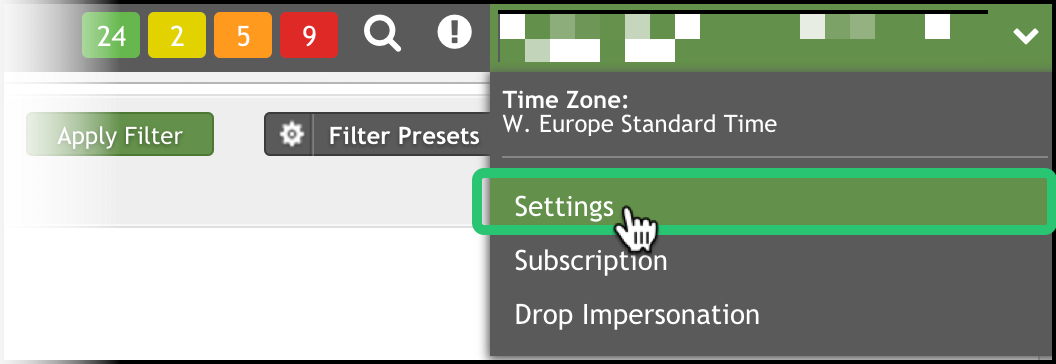 24 2 5 9
Apply Filter
Filter Presets
Time Zone:
W. Europe Standard Time
Settings
Subscription
Drop Impersonation